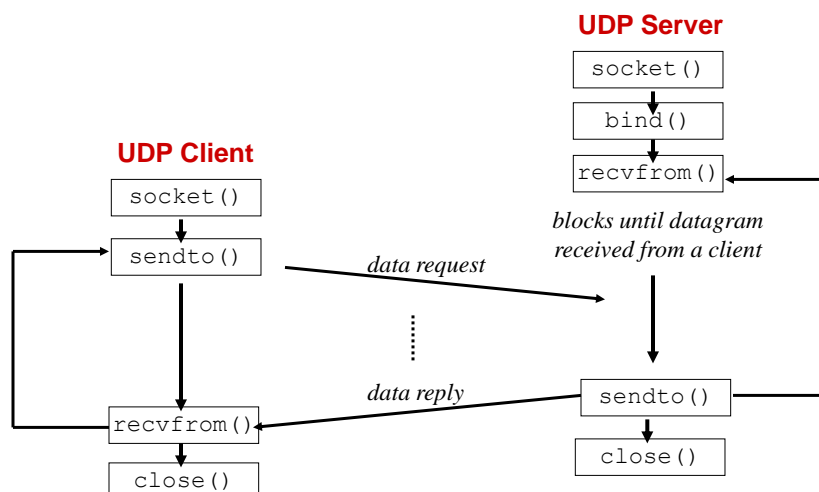 UDP Server
socket()
bind()
recvfrom()
blocks until datagram
received from a client
sendto()
close()
UDP Client
socket()
sendto()
data request
data reply
recvfrom()
close()